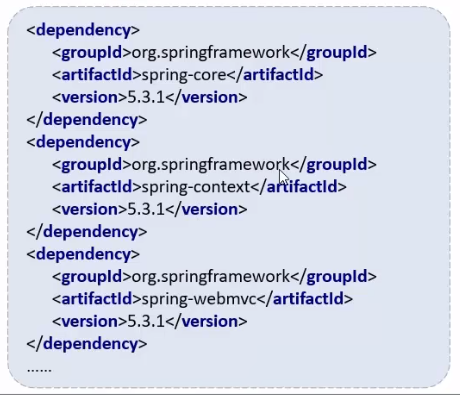 <dependency>
<groupId>org.springframework</groupId>
<artifactId>spring-core</artifactId>
<version>5.3.1</version>
</dependency>
<dependency>
<groupId>org.springframework</groupId>
<artifactId>spring-context</artifactId>
<version>5.3.1</version>
</dependency>
<dependency>
<groupId>org.springframework</groupId>
<artifactId>spring-webmvc</artifactId>
<version>5.3.1</version>
</dependency>
......